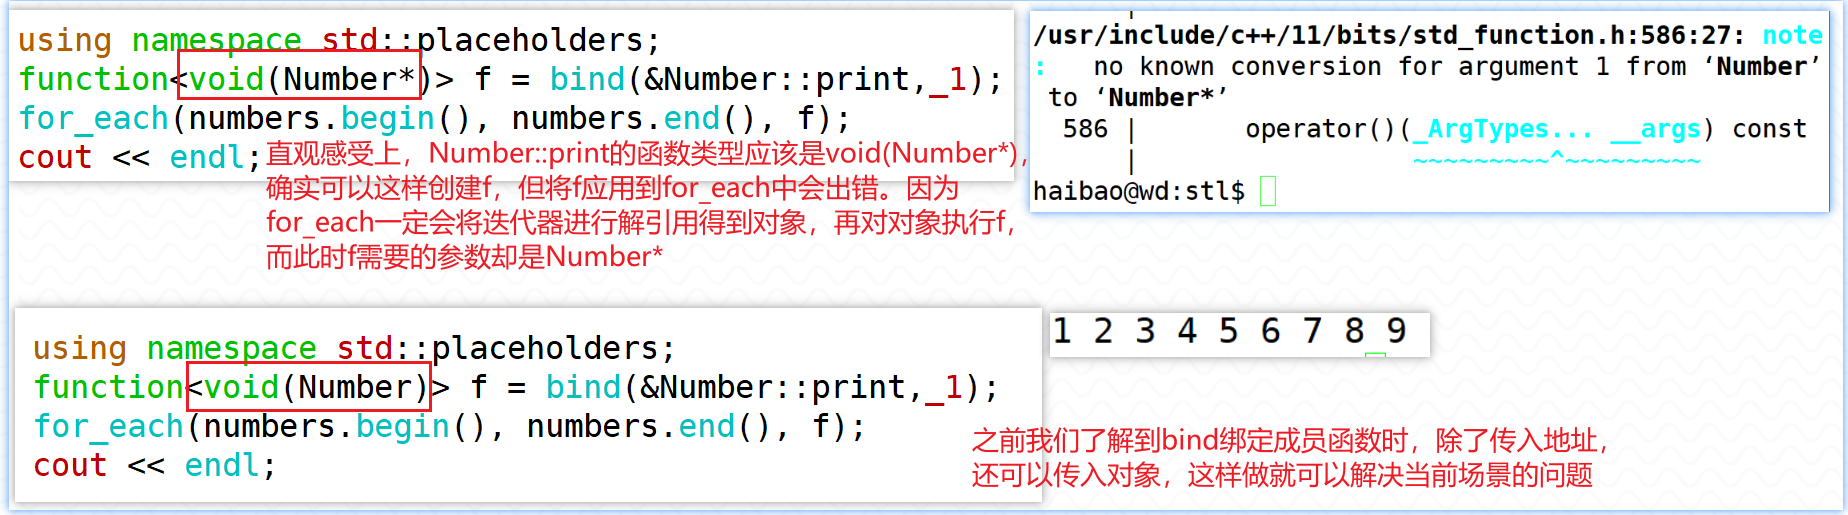 using namespace std::placeholders;
function<void(Number*)> f = bind(&Number::print,_1);
for_each(numbers.begin(), numbers.end(), f);
cout << endl;
直观感受上，Number::print的函数类型应该是void(Number*)，
确实可以这样创建f，但将f应用到for_each中会出错。因为
for_each一定会将迭代器进行解引用得到对象，再对对象执行f，
而此时f需要的参数却是Number*
/usr/include/c++/11/bits/std_function.h:586:27: note
:   no known conversion for argument 1 from ‘Number’
 to ‘Number*’
  586 |       operator()(_ArgTypes... __args) const
      |                  ~~~~~~~~~^~~~~~~~~~
haibao@wd:stl$
using namespace std::placeholders;
function<void(Number)> f = bind(&Number::print,_1);
for_each(numbers.begin(), numbers.end(), f);
cout << endl;
1 2 3 4 5 6 7 8 9
之前我们了解到bind绑定成员函数时，除了传入地址，
还可以传入对象，这样做就可以解决当前场景的问题